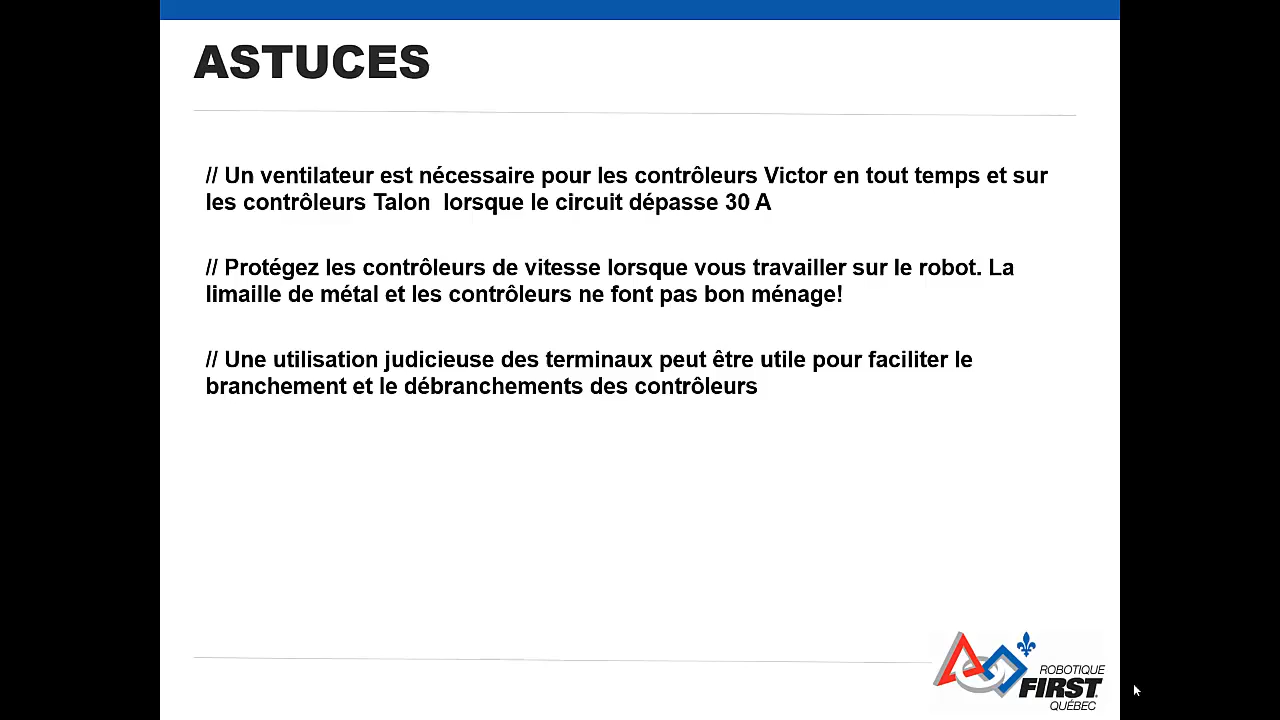 ASTUCES
// Un ventilateur est nécessaire pour les contrôleurs Victor en tout temps et sur
les contrôleurs Talon  lorsque le circuit dépasse 30 A
// Protégez les contrôleurs de vitesse lorsque vous travailler sur le robot. La
limaille de métal et les contrôleurs ne font pas bon ménage!
// Une utilisation judicieuse des terminaux peut être utile pour faciliter le
branchement et le débranchements des contrôleurs
ROBOTIQUE
FIRST
QUÉBEC